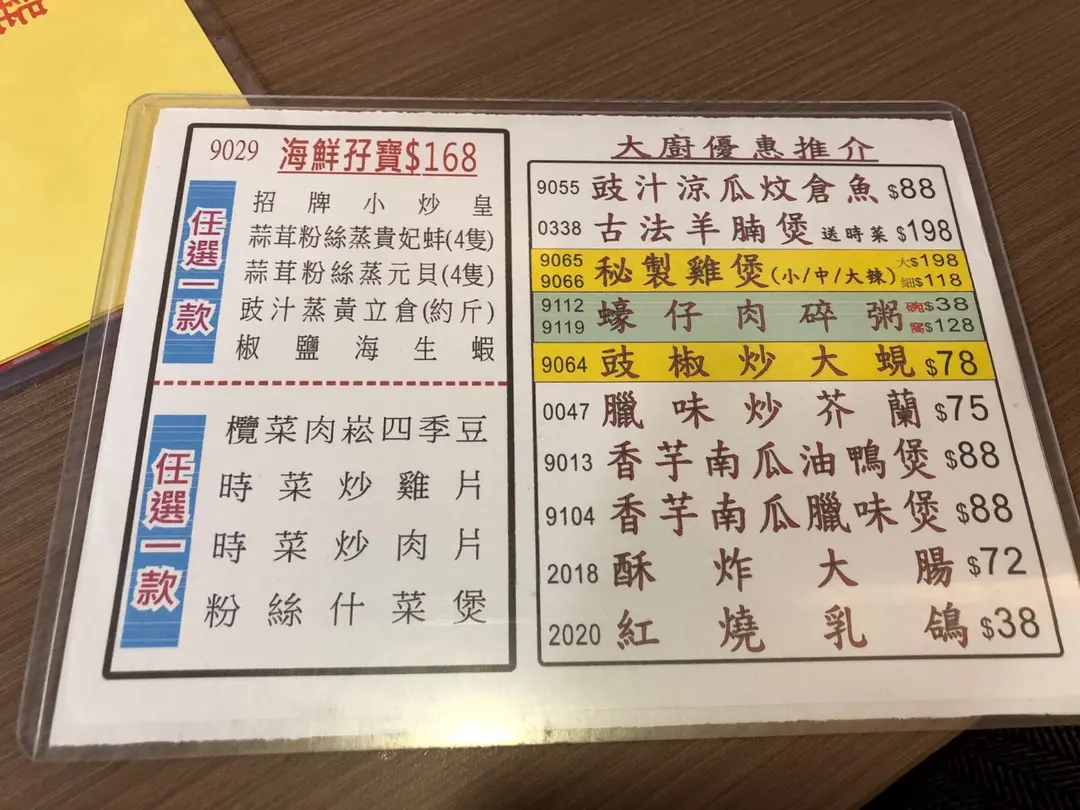 9029 海鮮孖寶$168
任選一款
招牌小炒皇
蒜茸粉絲蒸貴妃蚌(4隻)
蒜茸粉絲蒸元貝(4隻)
豉汁蒸黃立倉(約斤)
椒鹽海生蝦
任選一款
欖菜肉崧四季豆
時菜炒雞片
時菜炒肉片
粉絲什菜煲
大廚優惠推介
9055 豉汁涼瓜炆倉魚 $88
0338 古法羊腩煲 送時菜 $198
9065 9066 秘製雞煲(小/中/大辣) 大$198 細$118
9112 9119 蠔仔肉碎粥 碗$38 窩$128
9064 豉椒炒大蜆 $78
0047 臘味炒芥蘭 $75
9013 香芋南瓜油鴨煲 $88
9104 香芋南瓜臘味煲 $88
2018 酥炸大腸 $72
2020 紅燒乳鴿 $38